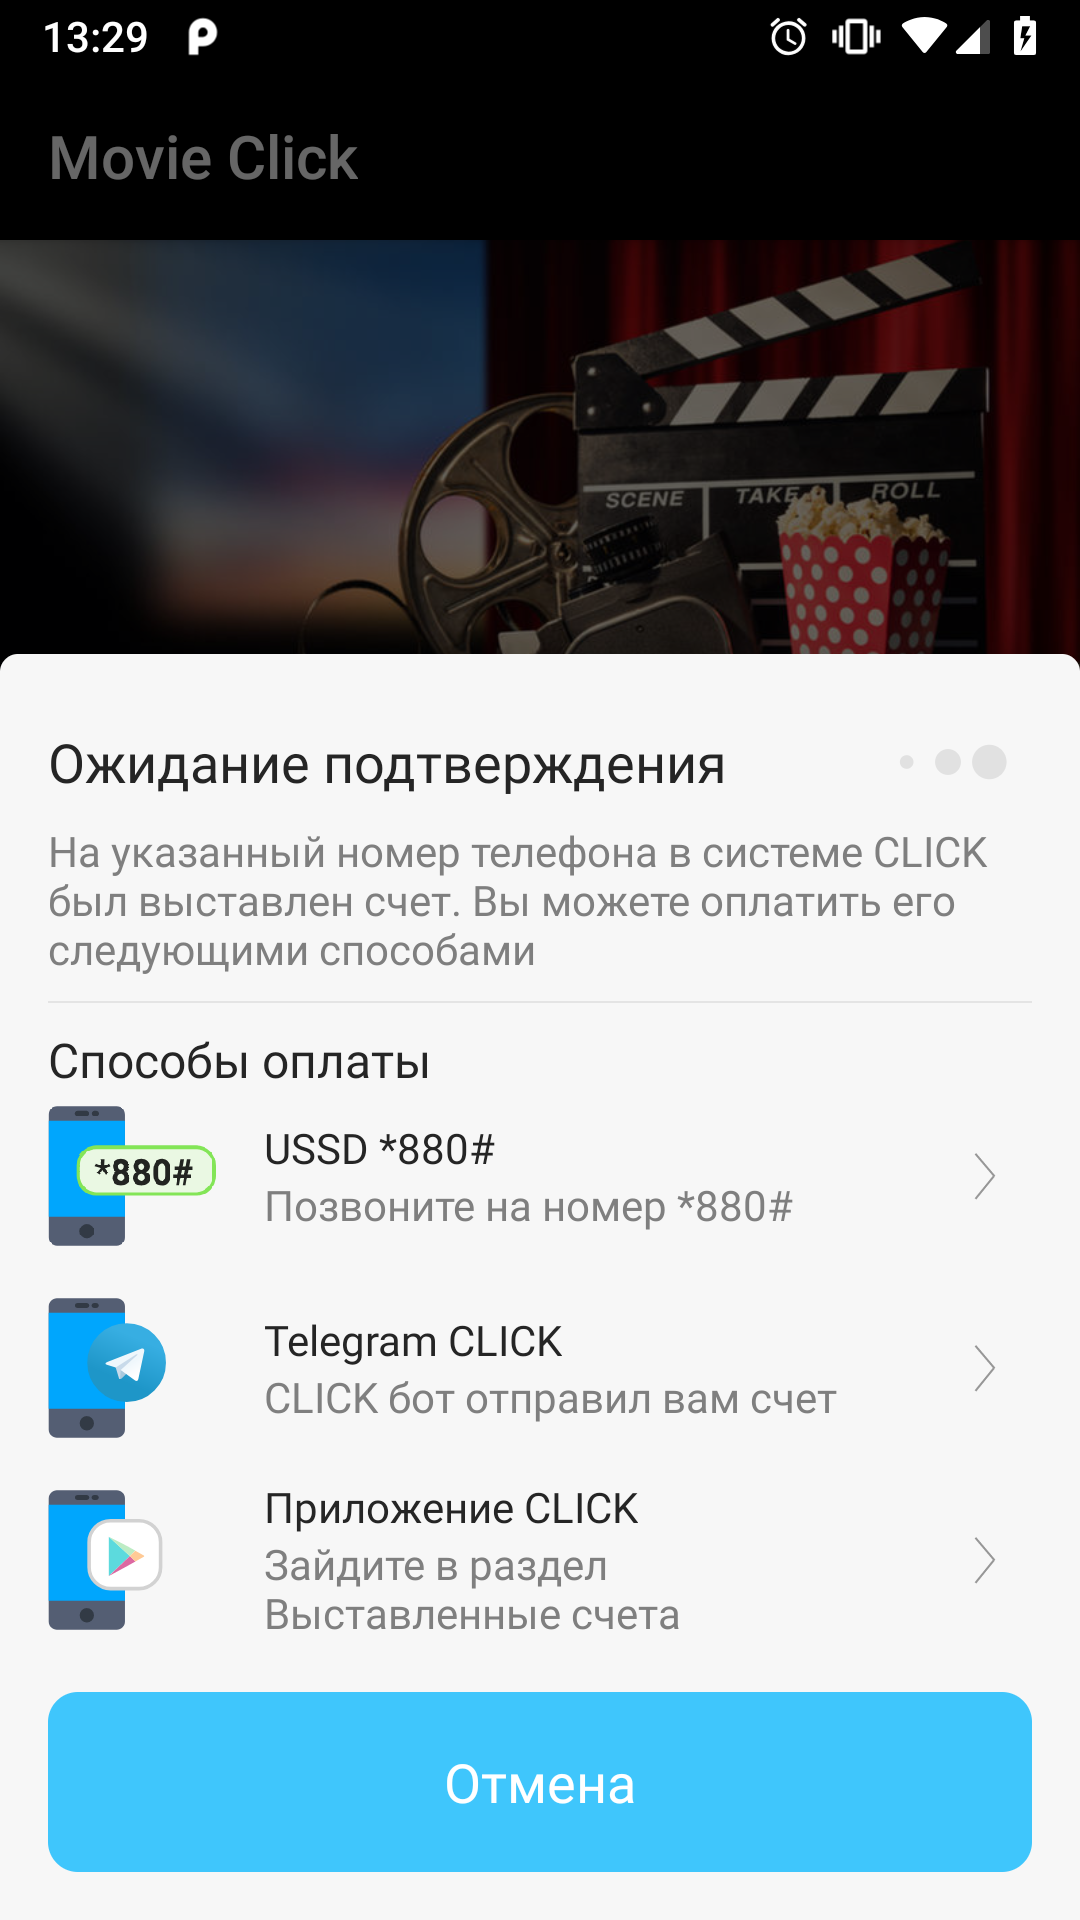 13:29
Movie Click
SCENE TAKE ROLL
Ожидание подтверждения
На указанный номер телефона в системе CLICK
был выставлен счет. Вы можете оплатить его
следующими способами
Способы оплаты
*880#
USSD *880#
Позвоните на номер *880#
Telegram CLICK
CLICK бот отправил вам счет
Приложение CLICK
Зайдите в раздел
Выставленные счета
Отмена